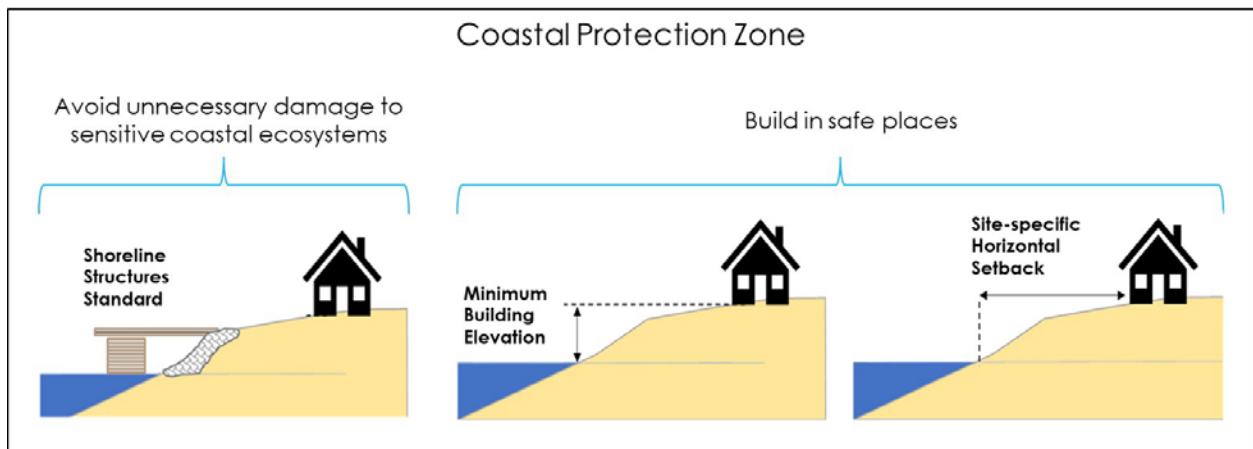 Coastal Protection Zone
Avoid unnecessary damage to
sensitive coastal ecosystems
Build in safe places
Shoreline
Structures
Standard
Minimum
Building
Elevation
Site-specific
Horizontal
Setback